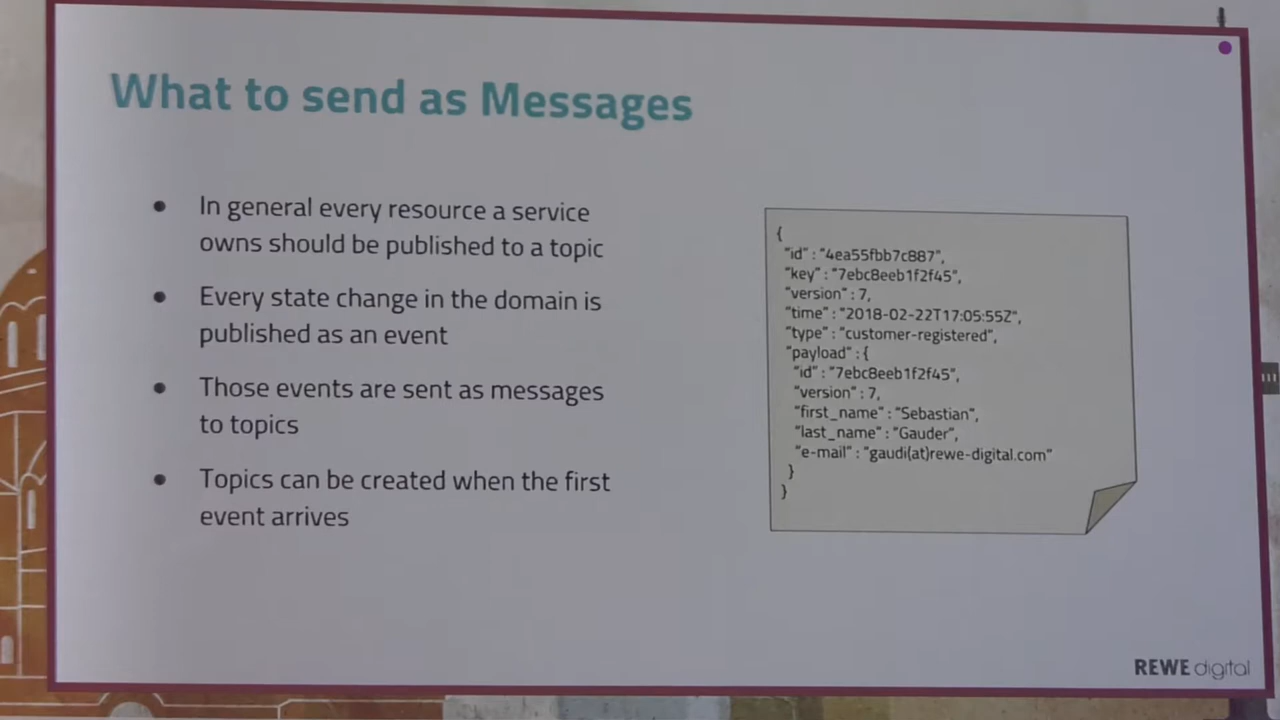 What to send as Messages
● In general every resource a service
owns should be published to a topic
● Every state change in the domain is
published as an event
● Those events are sent as messages
to topics
● Topics can be created when the first
event arrives
{
"id" : "4ea55fbb7c887",
"key" : "7ebc8eeb1f2f45",
"version" : 7,
"time" : "2018-02-22T17:05:55Z",
"type" : "customer-registered",
"payload" : {
"id" : "7ebc8eeb1f2f45",
"version" : 7,
"first_name" : "Sebastian",
"last_name" : "Gauder",
"e-mail" : "gaudi(at)rewe-digital.com"
}
}
REWE digital